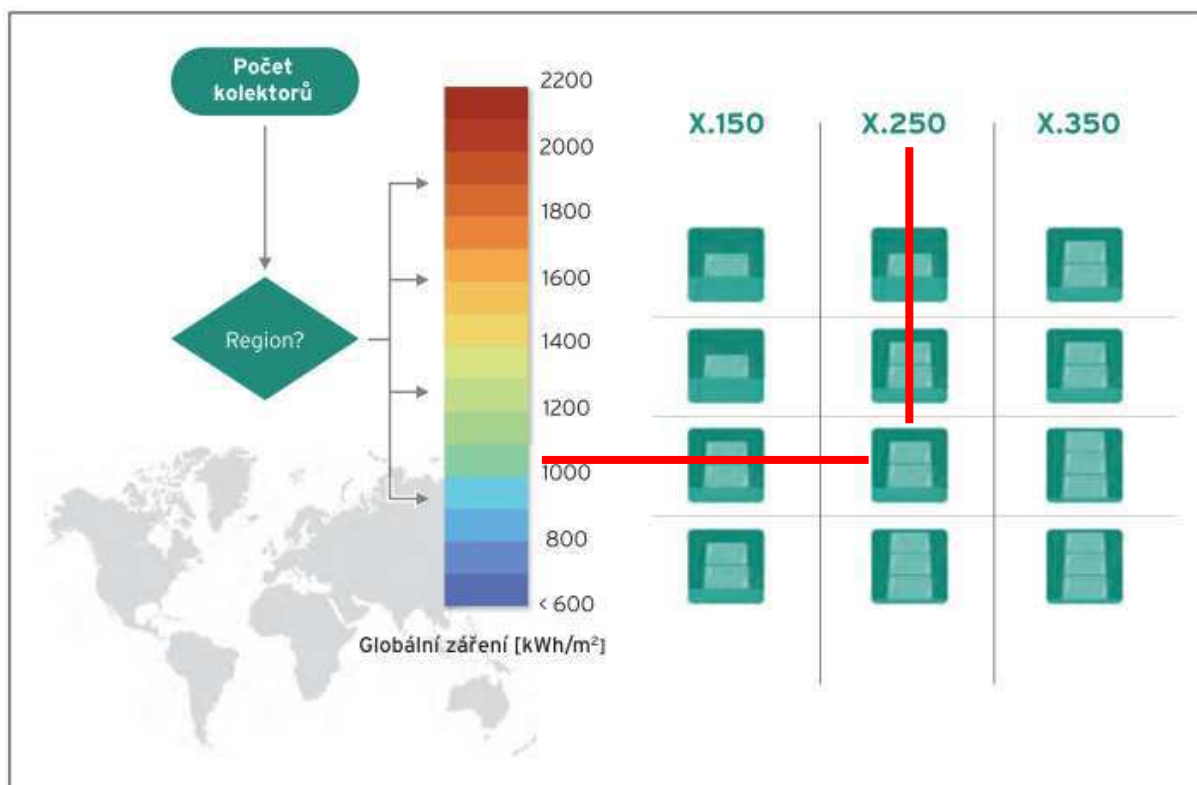 Počet
kolektorů
Region?
2200
2000
1800
1600
1400
1200
1000
800
< 600
Globální záření [kWh/m²]
X.150
X.250
X.350